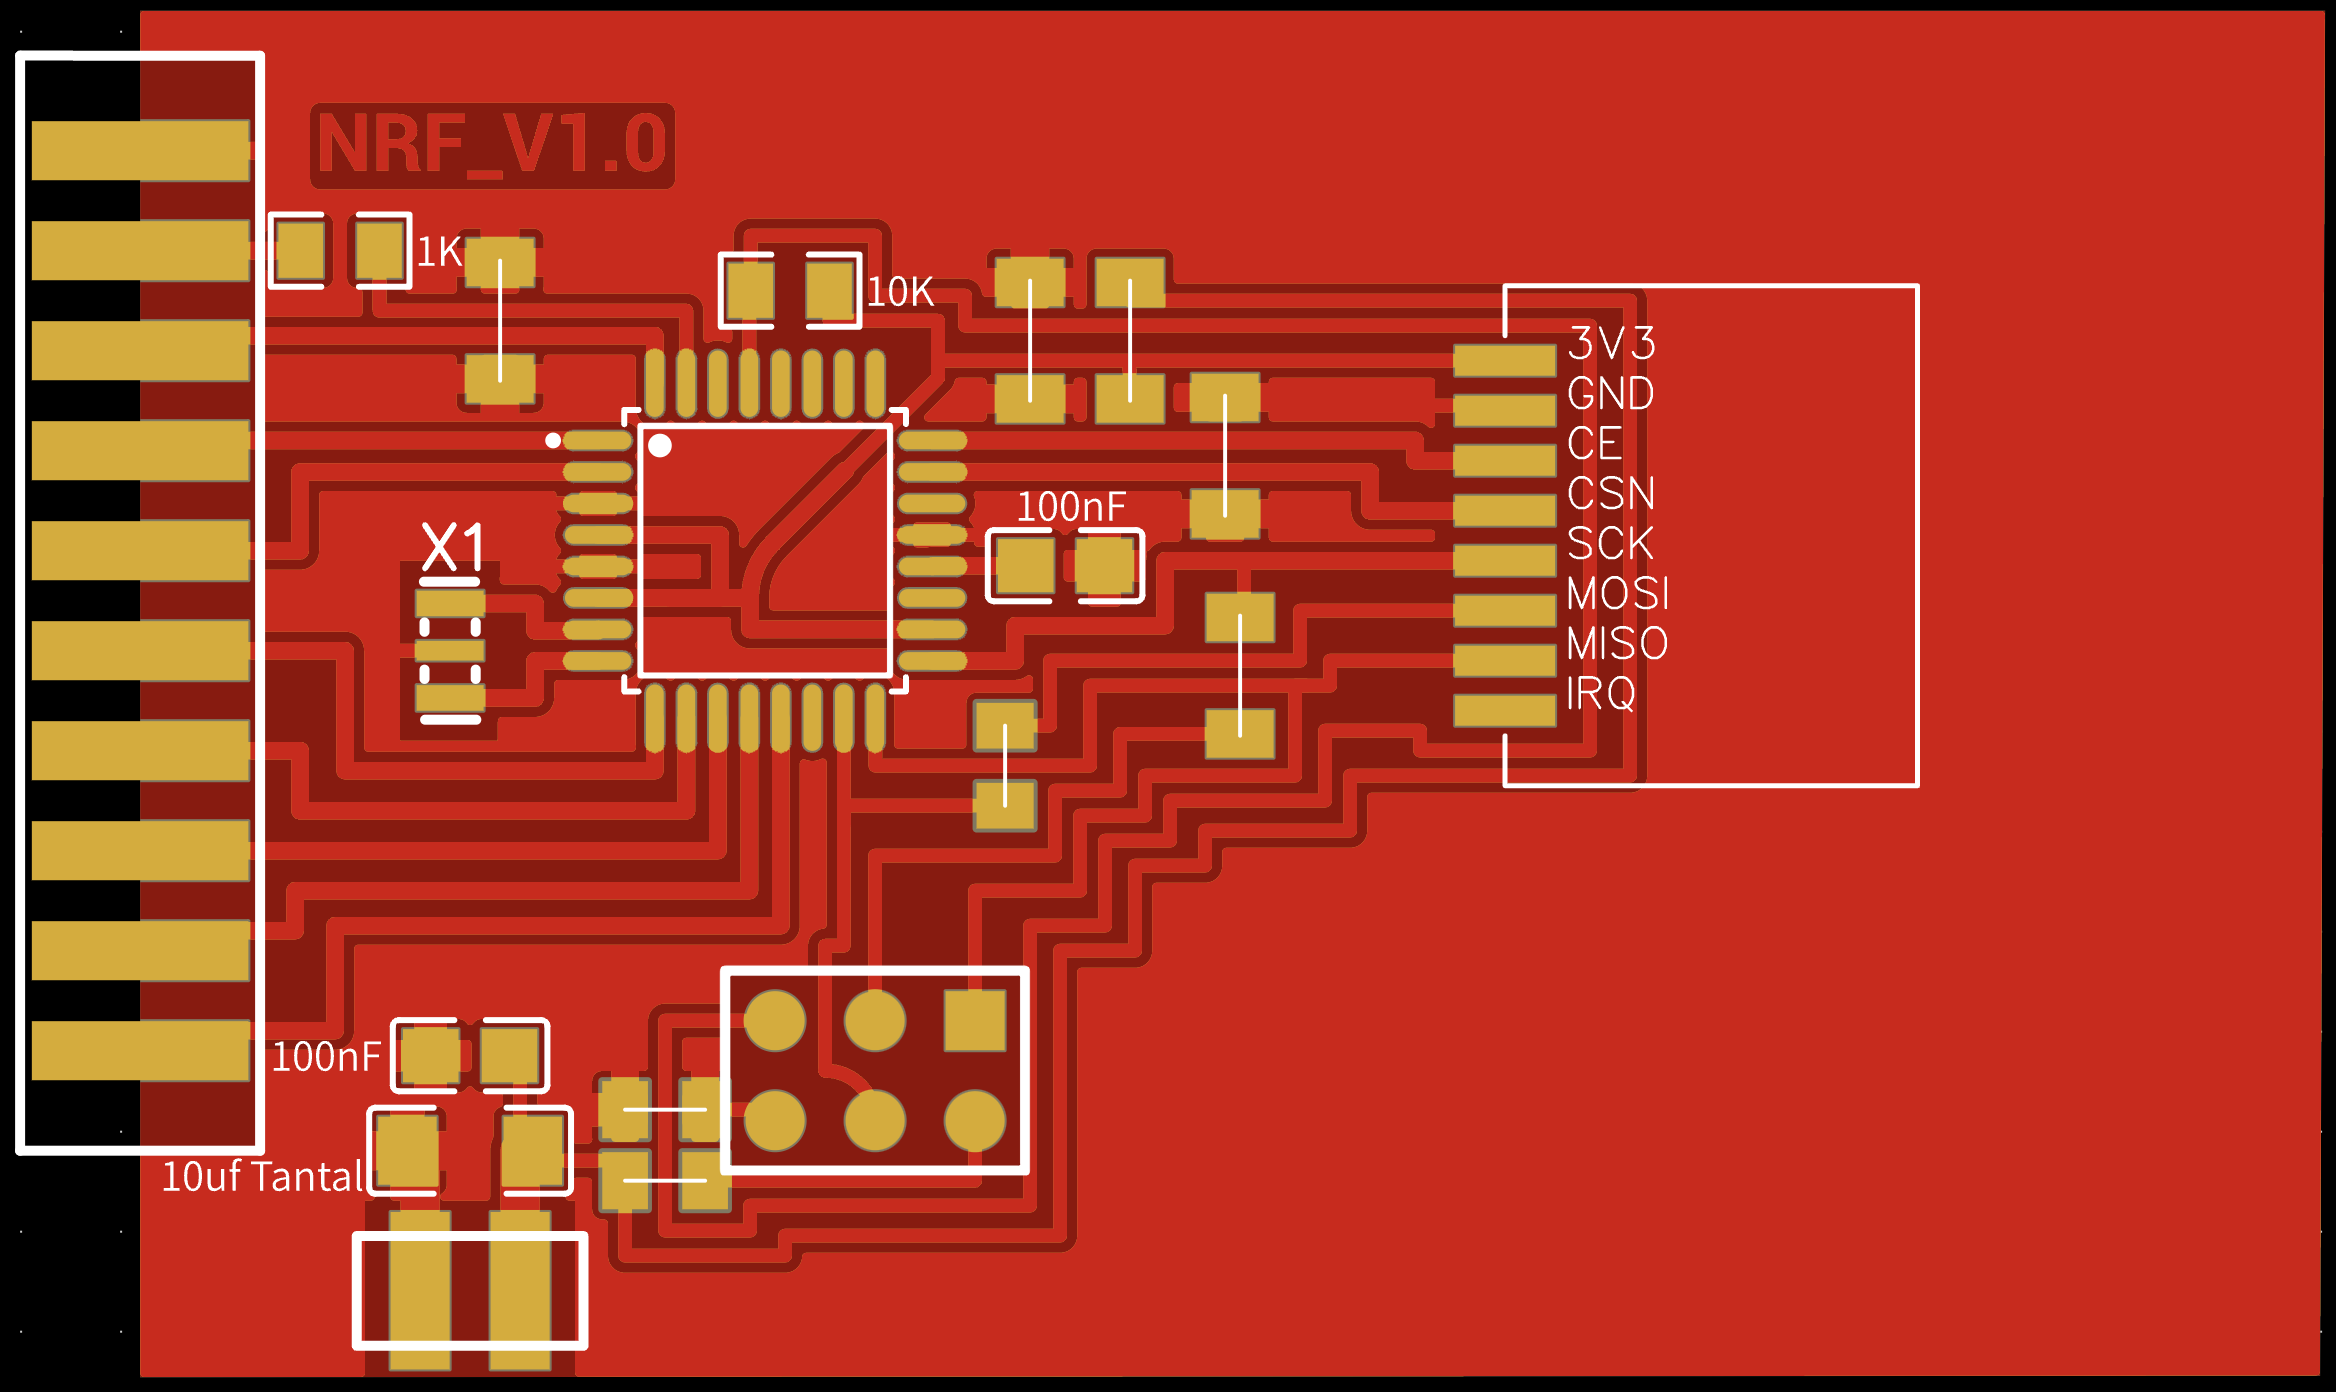 NRF_V1.0
1K
10K
3V3
GND
CE
CSN
SCK
MOSI
MISO
IRQ
100nF
X1
100nF
10uf Tantal